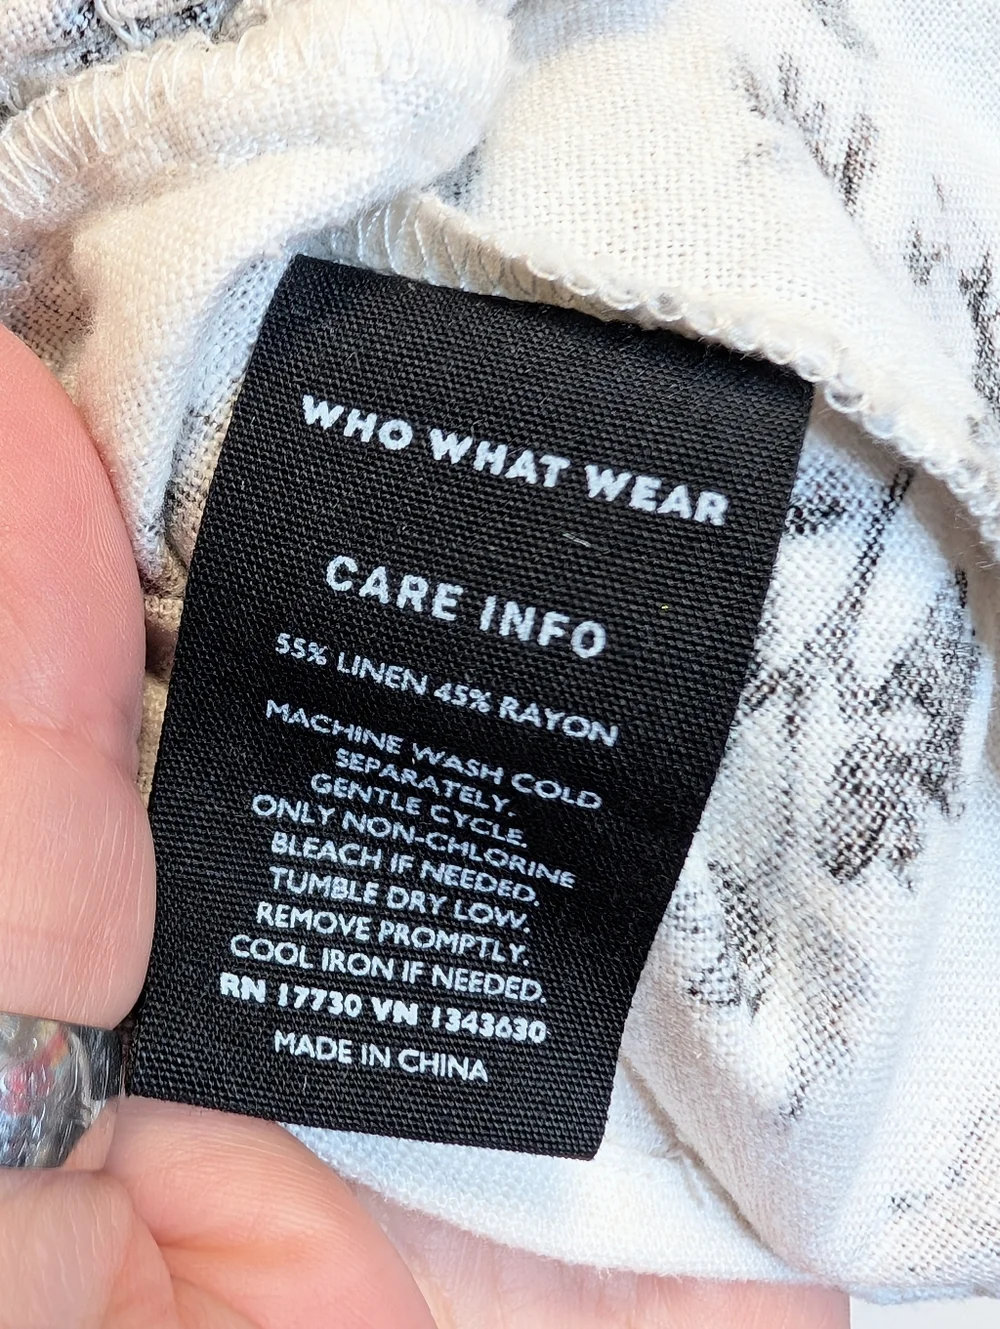 WHO WHAT WEAR
CARE INFO
55% LINEN 45% RAYON
MACHINE WASH COLD
SEPARATELY.
GENTLE CYCLE.
ONLY NON-CHLORINE
BLEACH IF NEEDED.
TUMBLE DRY LOW.
REMOVE PROMPTLY.
COOL IRON IF NEEDED.
RN 17730 VN 1343630
MADE IN CHINA